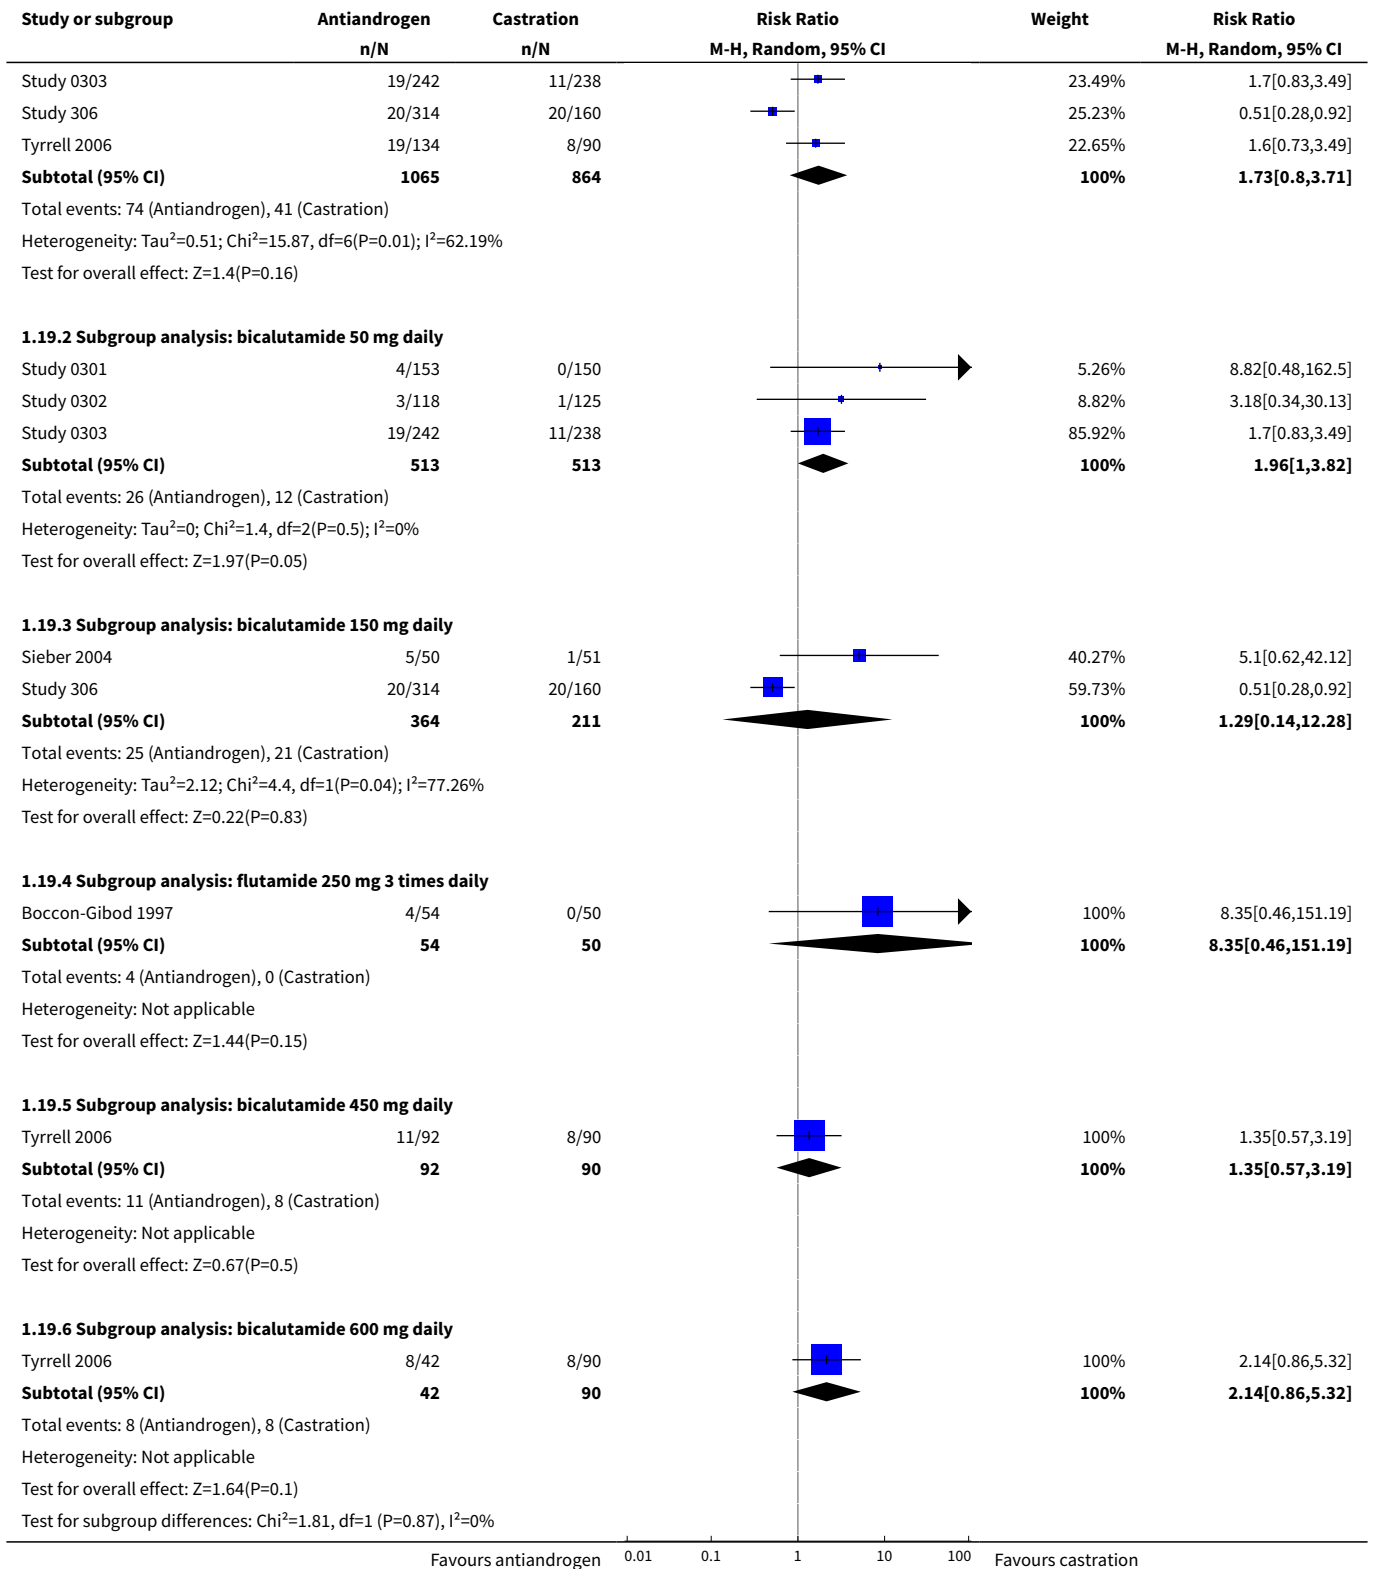 Study or subgroup Antiandrogen Castration Risk Ratio Weight Risk Ratio
n/N n/N M-H, Random, 95% CI M-H, Random, 95% CI
Study 0303 19/242 11/238 23.49% 1.7[0.83,3.49]
Study 306 20/314 20/160 25.23% 0.51[0.28,0.92]
Tyrrell 2006 19/134 8/90 22.65% 1.6[0.73,3.49]
Subtotal (95% CI) 1065 864 100% 1.73[0.8,3.71]
Total events: 74 (Antiandrogen), 41 (Castration)
Heterogeneity: Tau²=0.51; Chi²=15.87, df=6(P=0.01); I²=62.19%
Test for overall effect: Z=1.4(P=0.16)
1.19.2 Subgroup analysis: bicalutamide 50 mg daily
Study 0301 4/153 0/150 5.26% 8.82[0.48,162.5]
Study 0302 3/118 1/125 8.82% 3.18[0.34,30.13]
Study 0303 19/242 11/238 85.92% 1.7[0.83,3.49]
Subtotal (95% CI) 513 513 100% 1.96[1,3.82]
Total events: 26 (Antiandrogen), 12 (Castration)
Heterogeneity: Tau²=0; Chi²=1.4, df=2(P=0.5); I²=0%
Test for overall effect: Z=1.97(P=0.05)
1.19.3 Subgroup analysis: bicalutamide 150 mg daily
Sieber 2004 5/50 1/51 40.27% 5.1[0.62,42.12]
Study 306 20/314 20/160 59.73% 0.51[0.28,0.92]
Subtotal (95% CI) 364 211 100% 1.29[0.14,12.28]
Total events: 25 (Antiandrogen), 21 (Castration)
Heterogeneity: Tau²=2.12; Chi²=4.4, df=1(P=0.04); I²=77.26%
Test for overall effect: Z=0.22(P=0.83)
1.19.4 Subgroup analysis: flutamide 250 mg 3 times daily
Boccon-Gibod 1997 4/54 0/50 100% 8.35[0.46,151.19]
Subtotal (95% CI) 54 50 100% 8.35[0.46,151.19]
Total events: 4 (Antiandrogen), 0 (Castration)
Heterogeneity: Not applicable
Test for overall effect: Z=1.44(P=0.15)
1.19.5 Subgroup analysis: bicalutamide 450 mg daily
Tyrrell 2006 11/92 8/90 100% 1.35[0.57,3.19]
Subtotal (95% CI) 92 90 100% 1.35[0.57,3.19]
Total events: 11 (Antiandrogen), 8 (Castration)
Heterogeneity: Not applicable
Test for overall effect: Z=0.67(P=0.5)
1.19.6 Subgroup analysis: bicalutamide 600 mg daily
Tyrrell 2006 8/42 8/90 100% 2.14[0.86,5.32]
Subtotal (95% CI) 42 90 100% 2.14[0.86,5.32]
Total events: 8 (Antiandrogen), 8 (Castration)
Heterogeneity: Not applicable
Test for overall effect: Z=1.64(P=0.1)
Test for subgroup differences: Chi²=1.81, df=1 (P=0.87), I²=0%
Favours antiandrogen 0.01 0.1 1 10 100 Favours castration